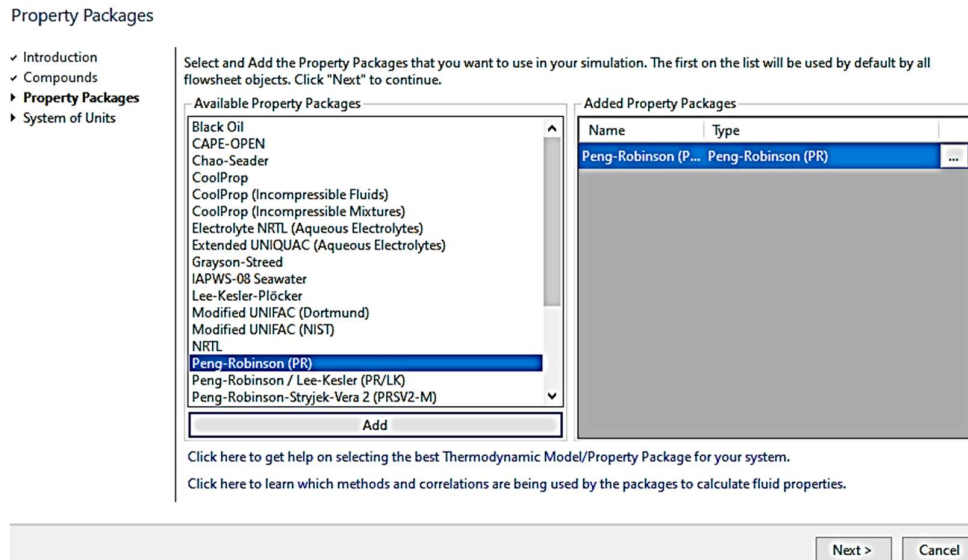 Property Packages
Introduction
Compounds
Property Packages
System of Units
Select and Add the Property Packages that you want to use in your simulation. The first on the list will be used by default by all
flowsheet objects. Click "Next" to continue.
Available Property Packages
Black Oil
CAPE-OPEN
Chao-Seader
CoolProp
CoolProp (Incompressible Fluids)
CoolProp (Incompressible Mixtures)
Electrolyte NRTL (Aqueous Electrolytes)
Extended UNIQUAC (Aqueous Electrolytes)
Grayson-Streed
IAPWS-08 Seawater
Lee-Kesler-Plöcker
Modified UNIFAC (Dortmund)
Modified UNIFAC (NIST)
NRTL
Peng-Robinson (PR)
Peng-Robinson / Lee-Kesler (PR/LK)
Peng-Robinson-Stryjek-Vera 2 (PRSV2-M)
Add
Added Property Packages
Name Type
Peng-Robinson (P... Peng-Robinson (PR) ...
Click here to get help on selecting the best Thermodynamic Model/Property Package for your system.
Click here to learn which methods and correlations are being used by the packages to calculate fluid properties.
Next > Cancel